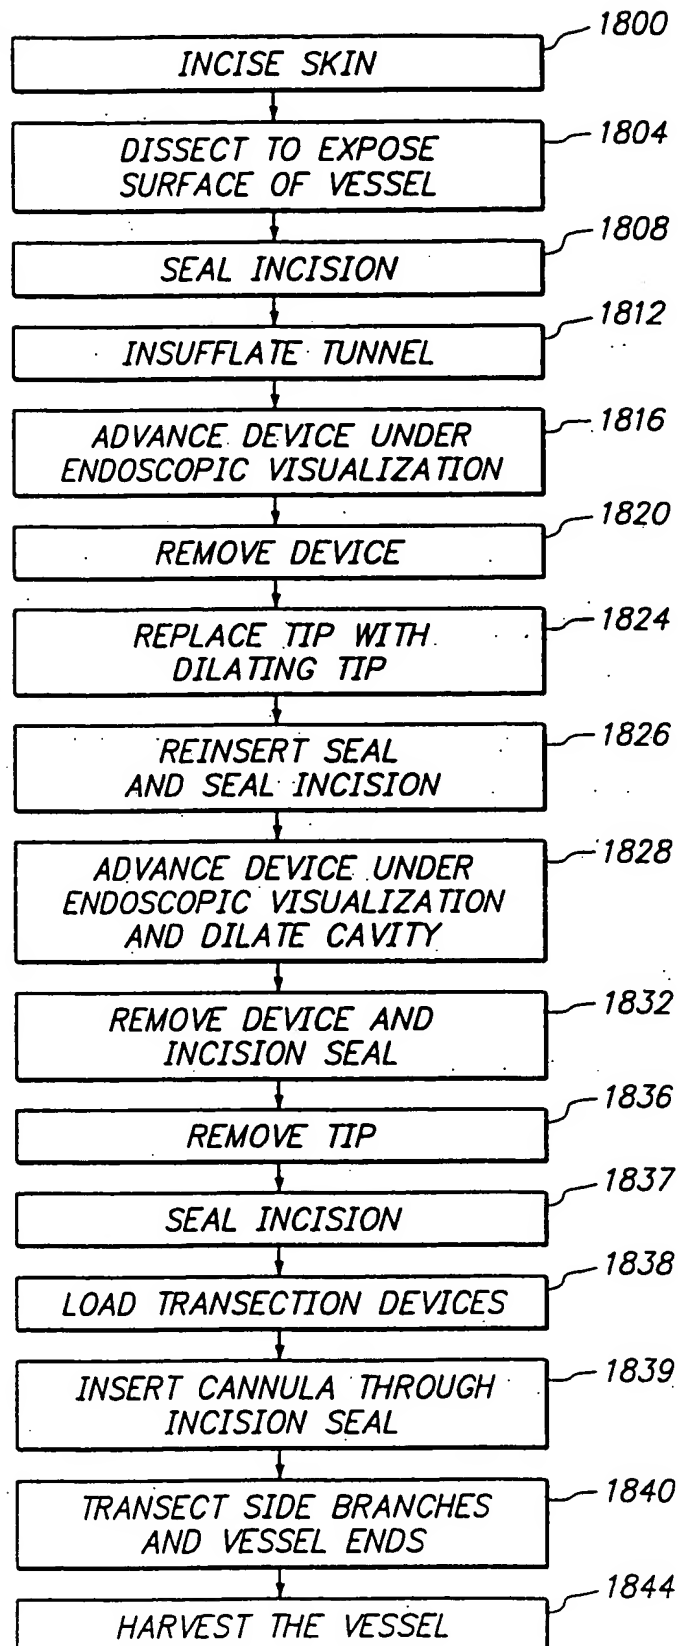 1800
INCISE SKIN
1804
DISSECT TO EXPOSE
SURFACE OF VESSEL
1808
SEAL INCISION
1812
INSUFFLATE TUNNEL
1816
ADVANCE DEVICE UNDER
ENDOSCOPIC VISUALIZATION
1820
REMOVE DEVICE
1824
REPLACE TIP WITH
DILATING TIP
1826
REINSERT SEAL
AND SEAL INCISION
1828
ADVANCE DEVICE UNDER
ENDOSCOPIC VISUALIZATION
AND DILATE CAVITY
1832
REMOVE DEVICE AND
INCISION SEAL
1836
REMOVE TIP
1837
SEAL INCISION
1838
LOAD TRANSECTION DEVICES
1839
INSERT CANNULA THROUGH
INCISION SEAL
1840
TRANSECT SIDE BRANCHES
AND VESSEL ENDS
1844
HARVEST THE VESSEL